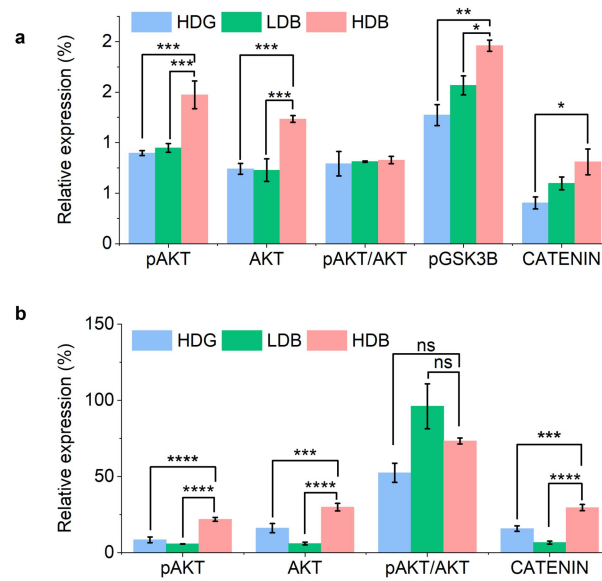 a
HDG LDB HDB
Relative expression (%)
2
2
1
1
0
***
***
***
***
**
*
*
pAKT AKT pAKT/AKT pGSK3B CATENIN
b
HDG LDB HDB
Relative expression (%)
150
100
50
0
****
****
***
****
ns
ns
***
****
pAKT AKT pAKT/AKT CATENIN